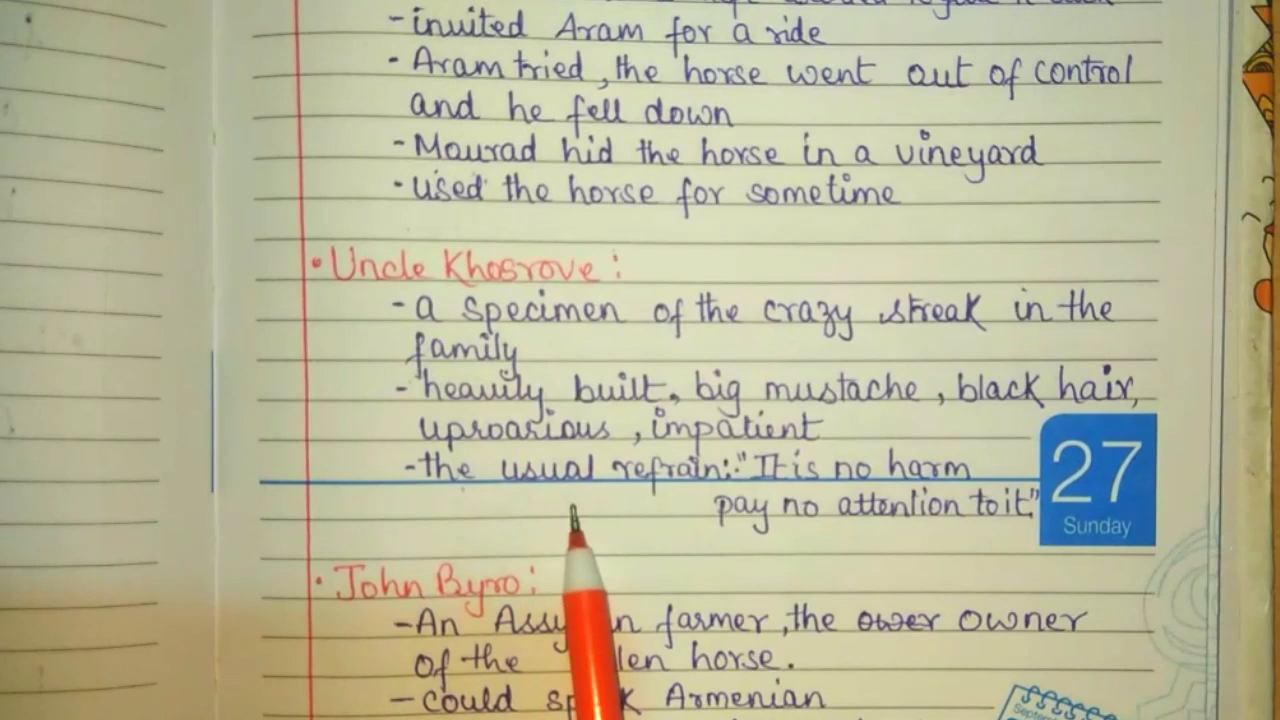 - invited Aram for a ride
- Aram tried, the horse went out of control
and he fell down
- Mourad hid the horse in a vineyard
- used the horse for sometime
• Uncle Khosrove:
- a specimen of the crazy streak in the
family
- heavily built, big mustache, black hair,
uproarious, impatient
- the usual refrain:- "It is no harm
pay no attention to it."
27
Sunday
• John Byro:
- An farmer, the ower owner
of the horse.
- could Armenian